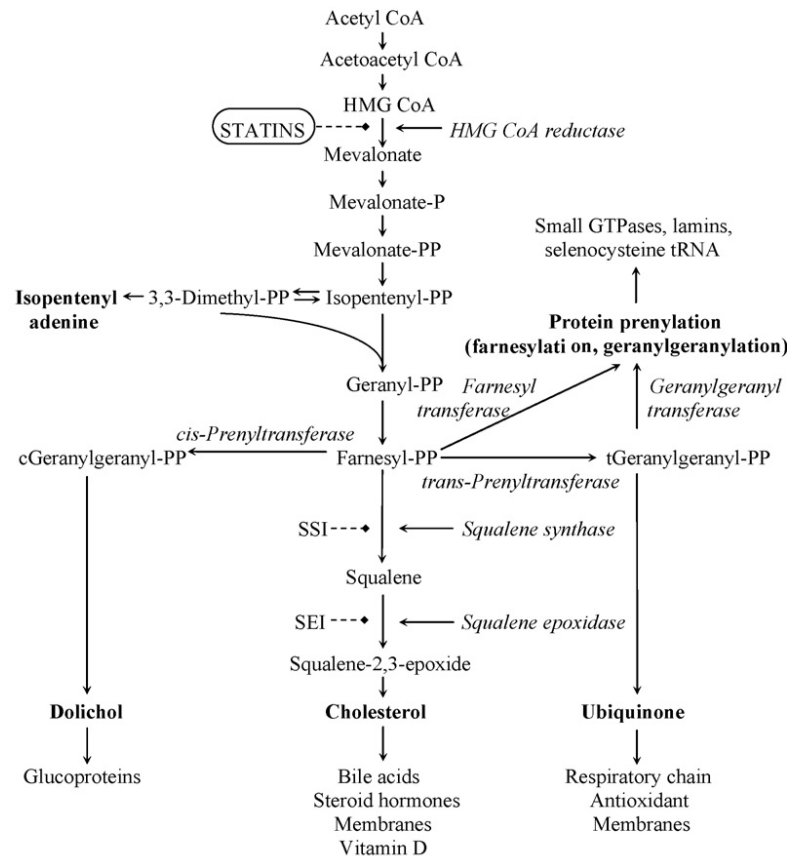 Acetyl CoA
Acetoacetyl CoA
HMG CoA
STATINS
HMG CoA reductase
Mevalonate
Mevalonate-P
Mevalonate-PP
Small GTPases, lamins,
selenocysteine tRNA
Isopentenyl
adenine
3,3-Dimethyl-PP
Isopentenyl-PP
Protein prenylation
(farnesylati on, geranylgeranylation)
Geranyl-PP
Farnesyl
transferase
Geranylgeranyl
transferase
cis-Prenyltransferase
cGeranylgeranyl-PP
Farnesyl-PP
tGeranylgeranyl-PP
trans-Prenyltransferase
SSI
Squalene synthase
Squalene
SEI
Squalene epoxidase
Squalene-2,3-epoxide
Dolichol
Cholesterol
Ubiquinone
Glucoproteins
Bile acids
Steroid hormones
Membranes
Vitamin D
Respiratory chain
Antioxidant
Membranes